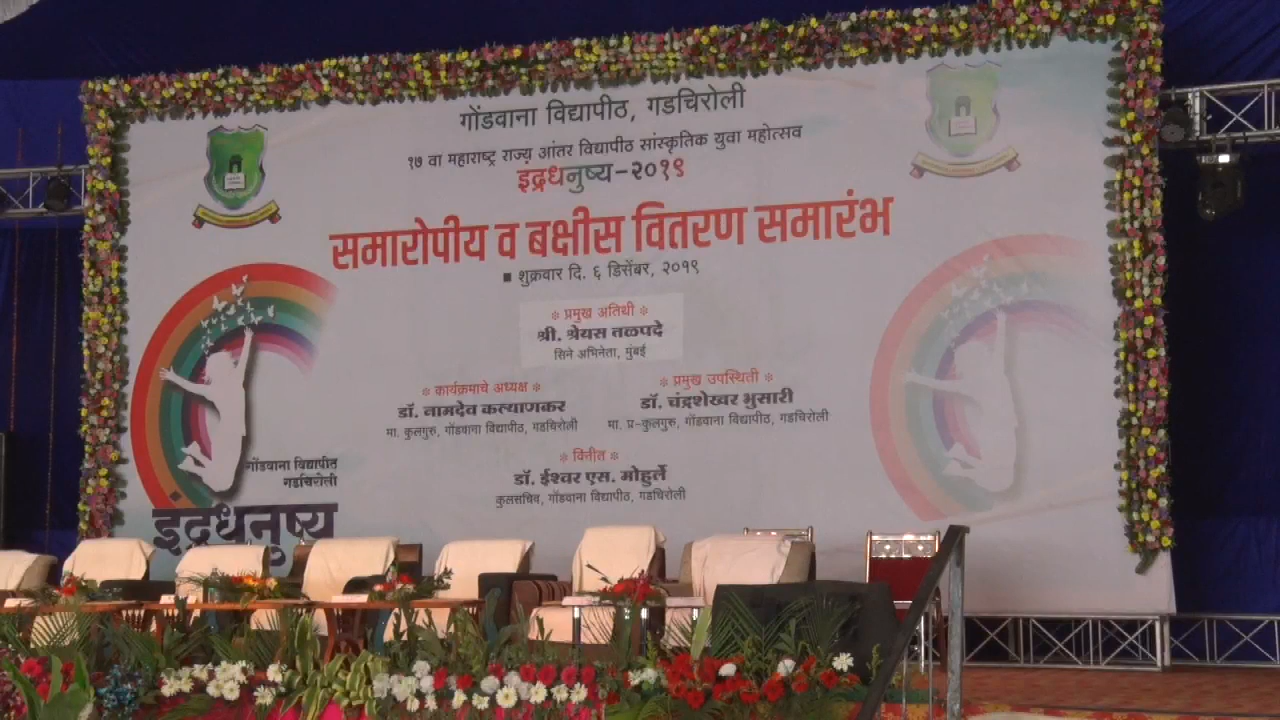 गोंडवाना विद्यापीठ, गडचिरोली
१७ वा महाराष्ट्र राज्य आंतर विद्यापीठ सांस्कृतिक युवा महोत्सव
इंद्रधनुष्य-२०१९
समारोपीय व बक्षीस वितरण समारंभ
शुक्रवार दि. ६ डिसेंबर, २०१९
प्रमुख अतिथी
श्री. श्रेयस तळपदे
सिने अभिनेता, मुंबई
कार्यक्रमाचे अध्यक्ष
डॉ. नामदेव कल्याणकर
मा. कुलगुरु, गोंडवाना विद्यापीठ, गडचिरोली
प्रमुख उपस्थिती
डॉ. चंद्रशेखर भुसारी
मा. प्र-कुलगुरु, गोंडवाना विद्यापीठ, गडचिरोली
विनीत
डॉ. ईश्वर एस. मोहुर्ले
कुलसचिव, गोंडवाना विद्यापीठ, गडचिरोली
गोंडवाना विद्यापीठ
गडचिरोली
इंद्रधनुष्य